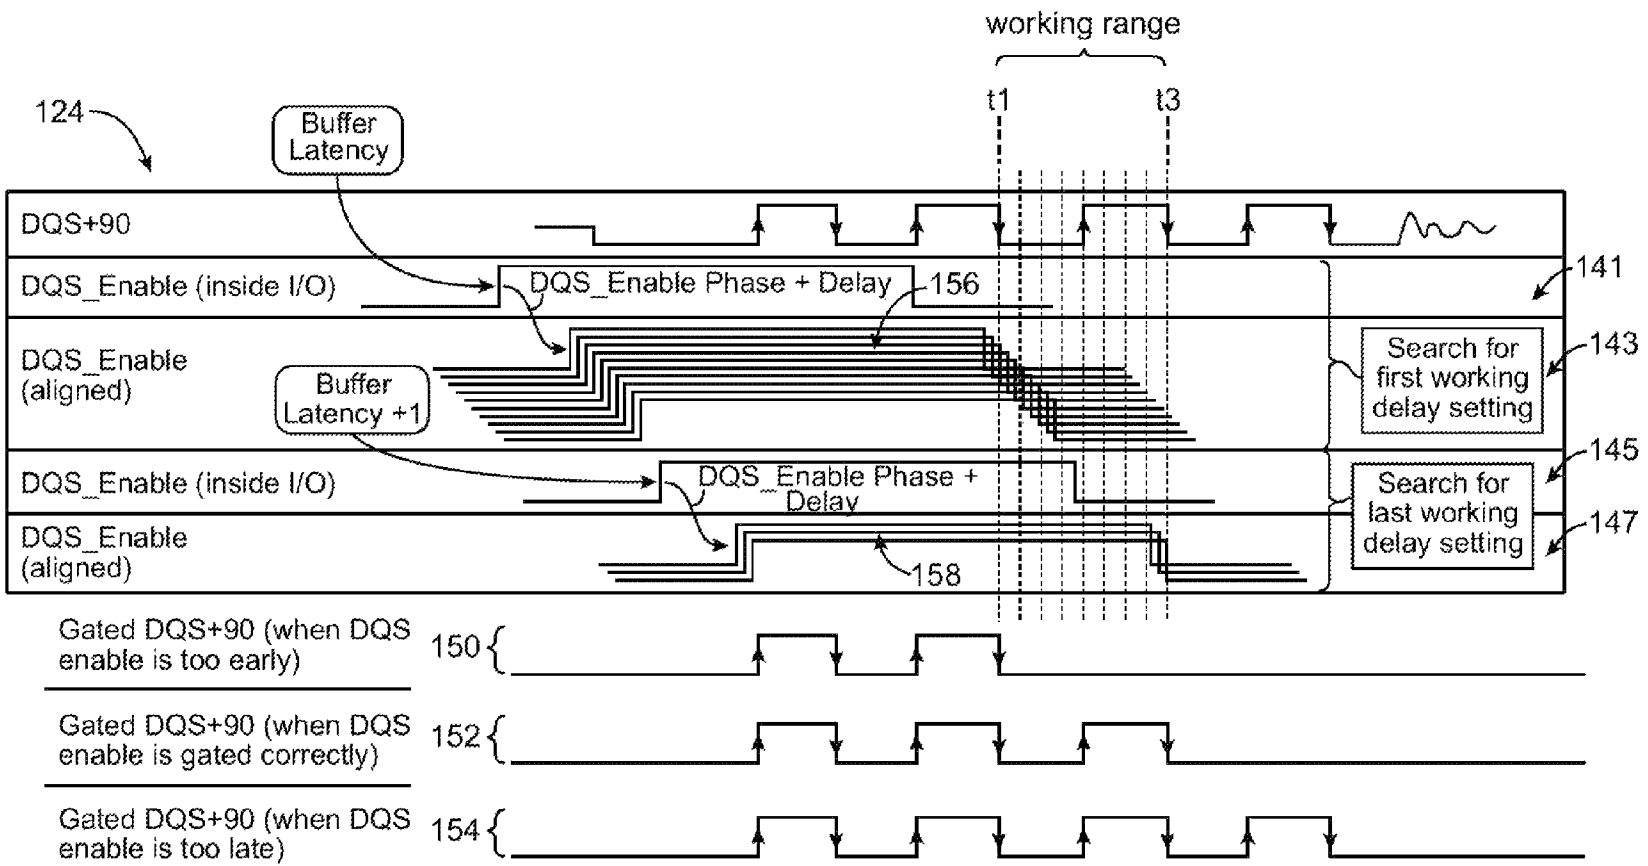 working range
t1
t3
124
Buffer
Latency
DQS+90
DQS_Enable (inside I/O)
DQS_Enable Phase + Delay
156
141
DQS_Enable
(aligned)
Search for
first working
delay setting
143
Buffer
Latency +1
145
DQS_Enable (inside I/O)
DQS_Enable Phase +
Delay
Search for
last working
delay setting
147
DQS_Enable
(aligned)
158
Gated DQS+90 (when DQS
enable is too early)
150
Gated DQS+90 (when DQS
enable is gated correctly)
152
Gated DQS+90 (when DQS
enable is too late)
154